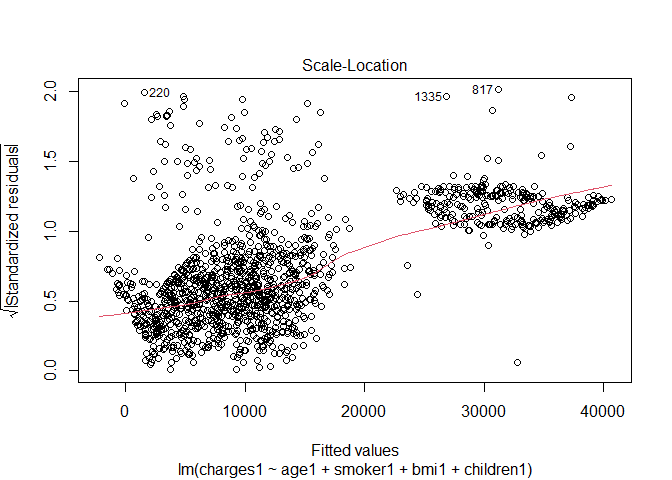 Scale-Location
√|Standardized residuals|
2.0
1.5
1.0
0.5
0.0
220
1335
817
0 10000 20000 30000 40000
Fitted values
lm(charges1 ~ age1 + smoker1 + bmi1 + children1)